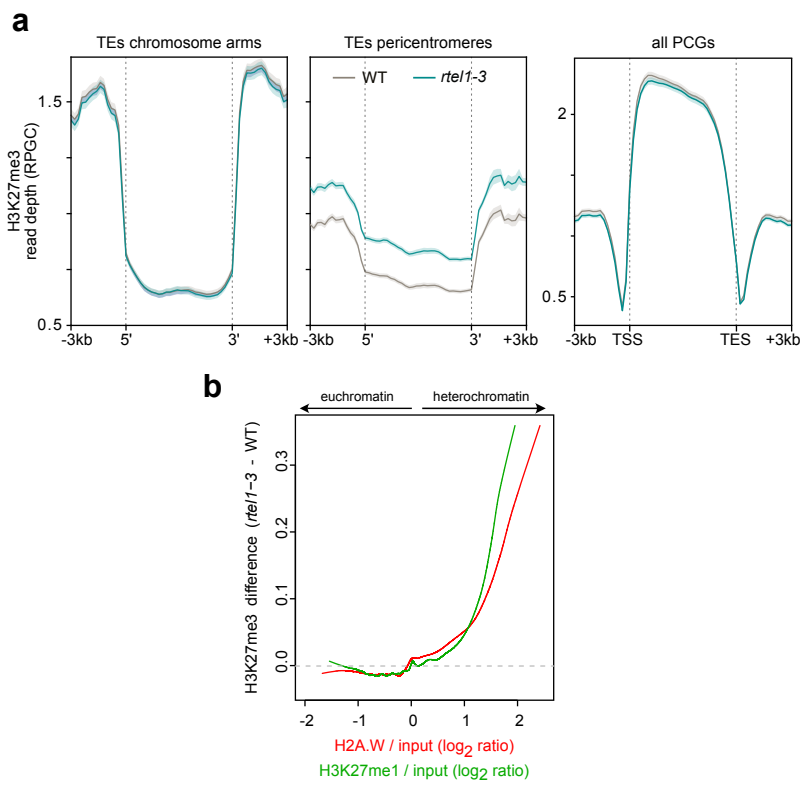 a
TEs chromosome arms
TEs pericentromeres
all PCGs
H3K27me3
read depth (RPGC)
1.5
0.5
WT
rtel1-3
2
0.5
-3kb
5'
3'
+3kb
-3kb
5'
3'
+3kb
-3kb
TSS
TES
+3kb
b
euchromatin
heterochromatin
H3K27me3 difference (rtel1−3 - WT)
0.3
0.2
0.1
0.0
-2
-1
0
1
2
H2A.W / input (log2 ratio)
H3K27me1 / input (log2 ratio)